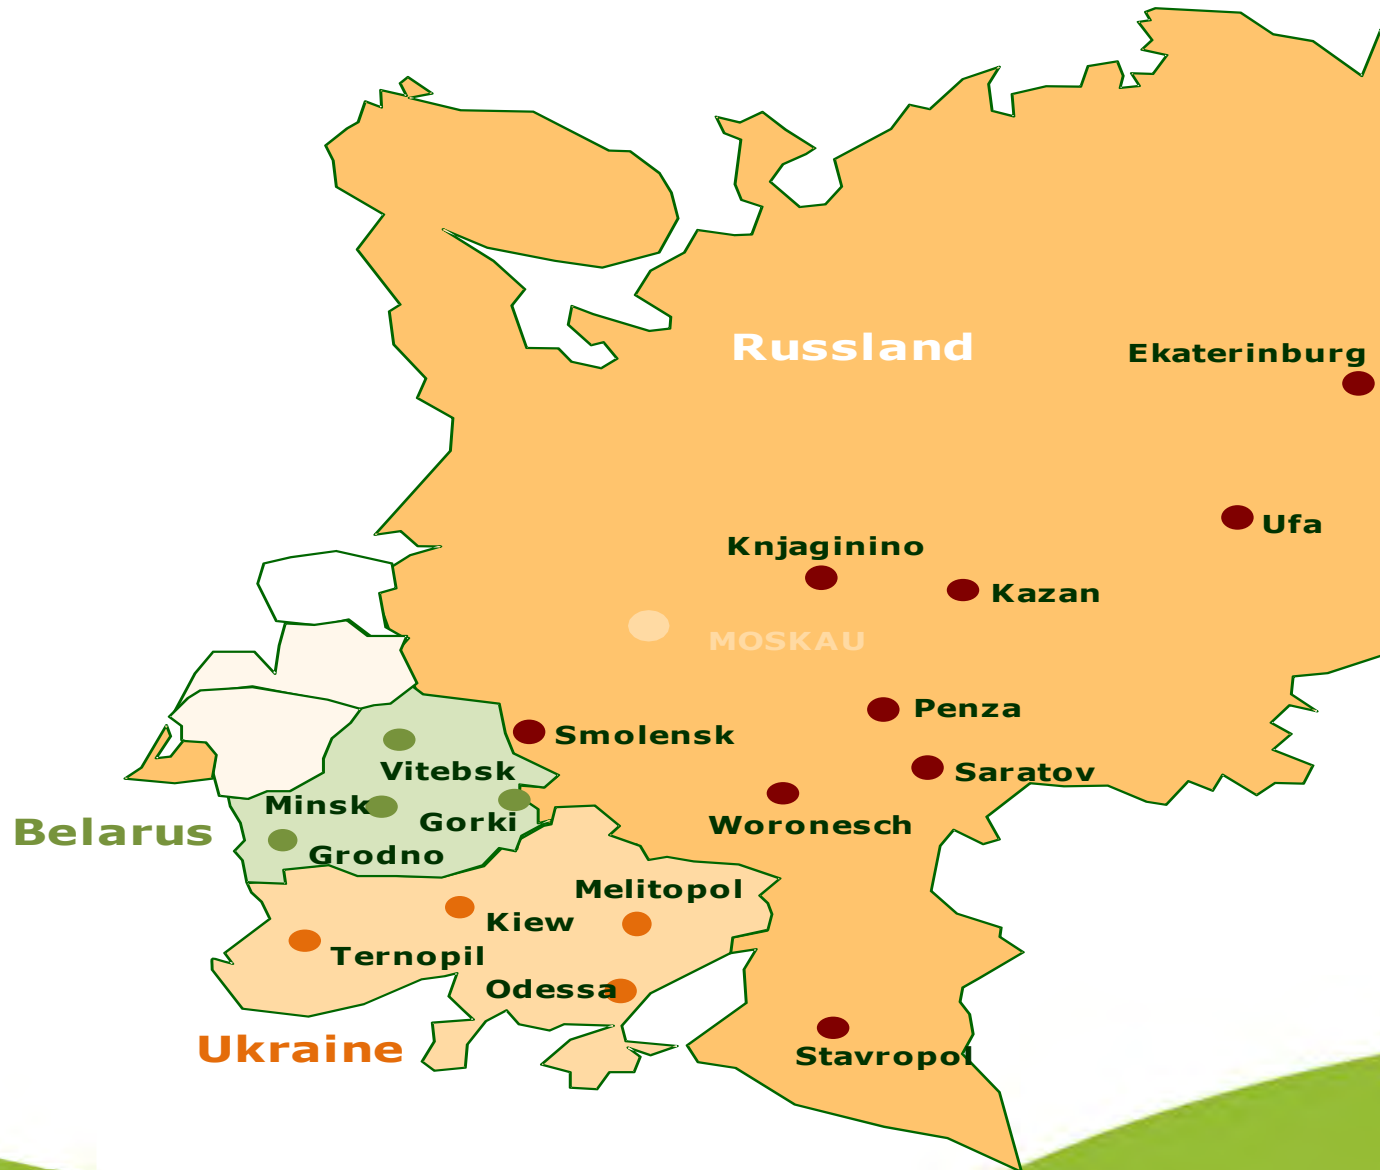 Russland
Ekaterinburg
Ufa
Knjaginino
Kazan
MOSKAU
Penza
Smolensk
Saratov
Vitebsk
Minsk
Gorki
Woronesch
Belarus
Grodno
Melitopol
Kiew
Ternopil
Odessa
Ukraine
Stavropol